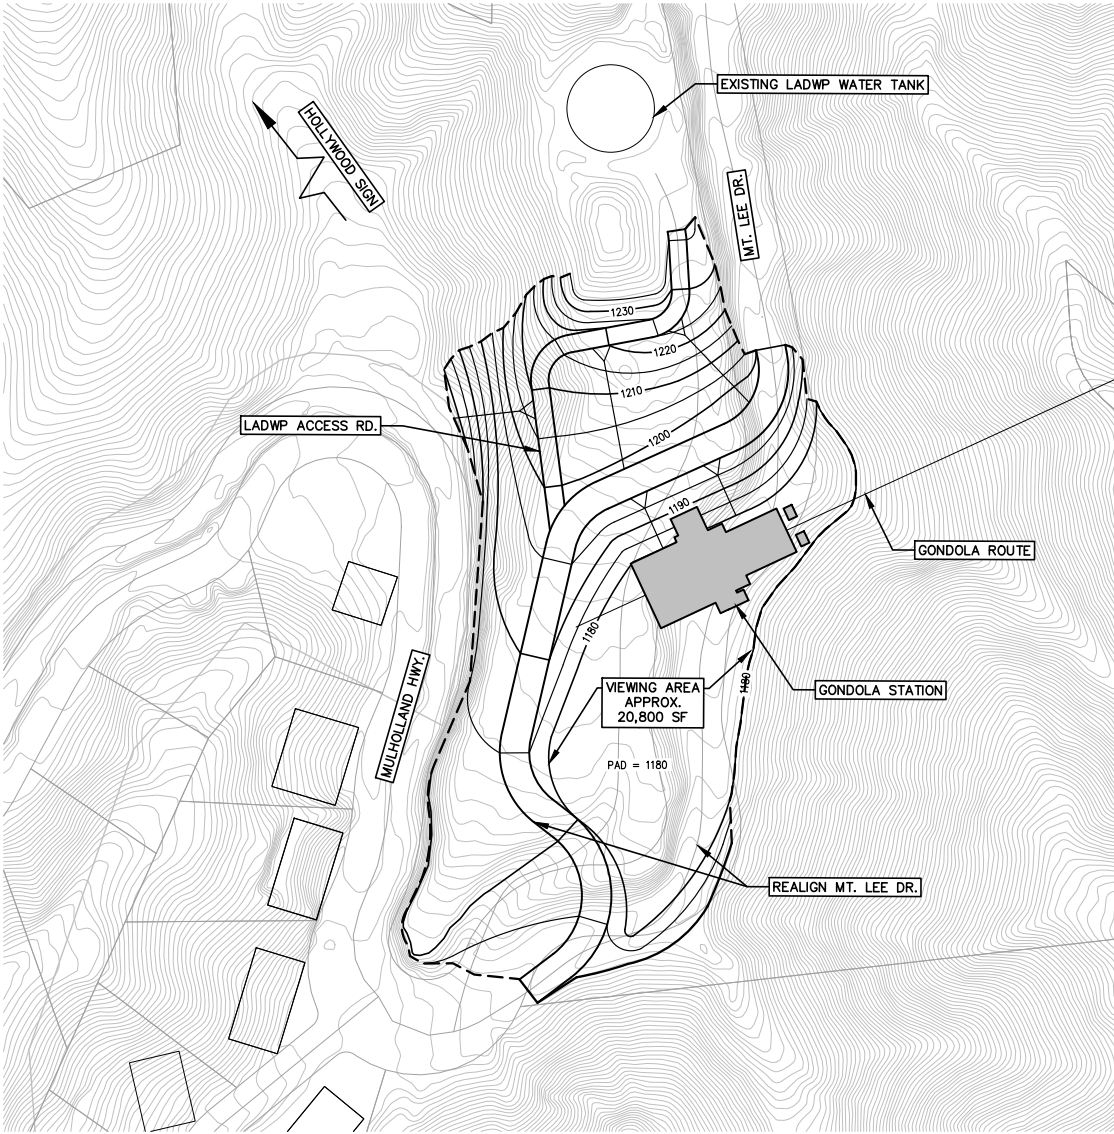 EXISTING LADWP WATER TANK
HOLLYWOOD SIGN
MT. LEE DR.
1230
1220
1210
LADWP ACCESS RD.
1200
1190
GONDOLA ROUTE
1180
MULHOLLAND HWY.
VIEWING AREA
APPROX.
20,800 SF
1180
GONDOLA STATION
PAD = 1180
REALIGN MT. LEE DR.